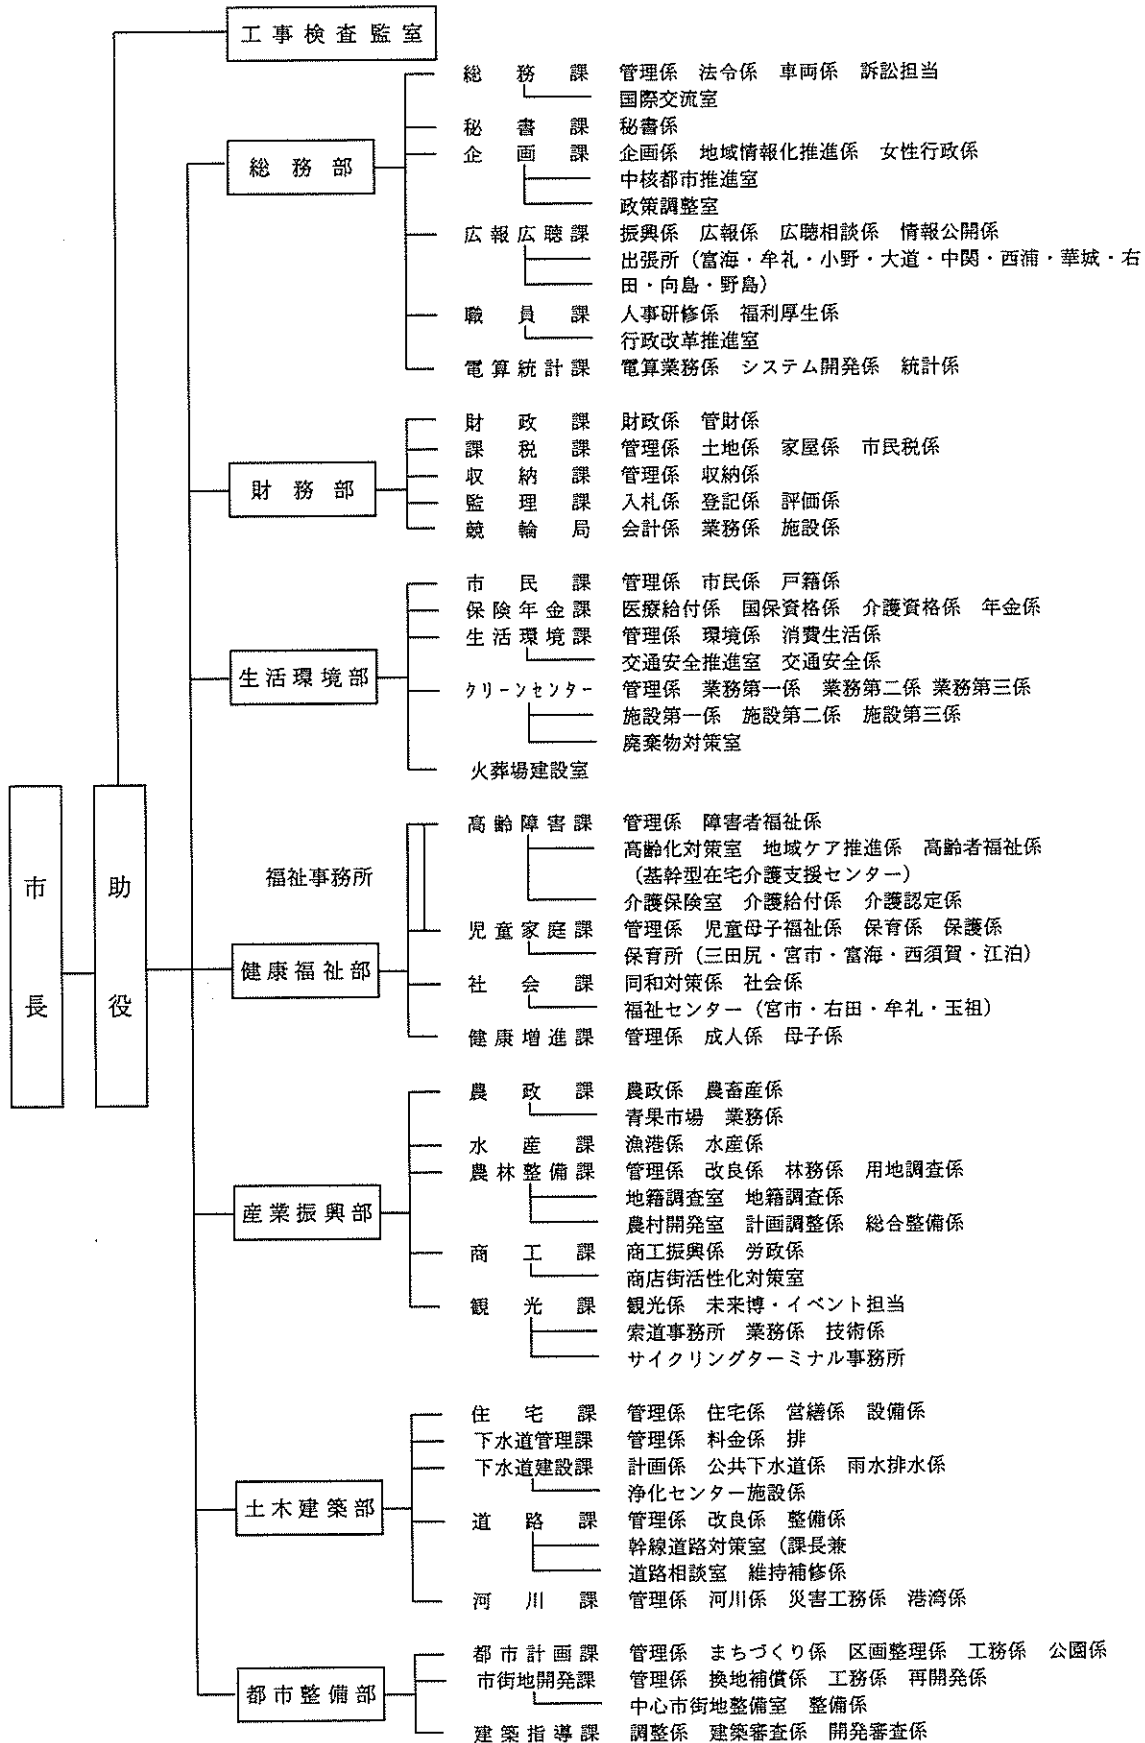 工事検査監室
総務課 管理係 法令係 車両係 訴訟担当
国際交流室
秘書課 秘書係
総務部 企画課 企画係 地域情報化推進係 女性行政係
中核都市推進室
政策調整室
広報広聴課 振興係 広報係 広聴相談係 情報公開係
出張所(富海・牟礼・小野・大道・中関・西浦・華城・右
田・向島・野島)
職員課 人事研修係 福利厚生係
行政改革推進室
電算統計課 電算業務係 システム開発係 統計係
財政課 財政係 管財係
課税課 管理係 土地係 家屋係 市民税係
財務部 収納課 管理係 収納係
監理課 入札係 登記係 評価係
競輪局 会計係 業務係 施設係
市民課 管理係 市民係 戸籍係
保険年金課 医療給付係 国保資格係 介護資格係 年金係
生活環境課 管理係 環境係 消費生活係
交通安全推進室 交通安全係
生活環境部 クリーンセンター 管理係 業務第一係 業務第二係 業務第三係
施設第一係 施設第二係 施設第三係
廃棄物対策室
火葬場建設室
市長
助役
高齢障害課 管理係 障害者福祉係
高齢化対策室 地域ケア推進係 高齢者福祉係
(基幹型在宅介護支援センター)
福祉事務所 介護保険室 介護給付係 介護認定係
児童家庭課 管理係 児童母子福祉係 保育係 保護係
保育所(三田尻・宮市・富海・西須賀・江泊)
健康福祉部 社会課 同和対策係 社会係
福祉センター(宮市・右田・牟礼・玉祖)
健康増進課 管理係 成人係 母子係
農政課 農政係 農畜産係
青果市場 業務係
水産課 漁港係 水産係
農林整備課 管理係 改良係 林務係 用地調査係
地籍調査室 地籍調査係
産業振興部 農村開発室 計画調整係 総合整備係
商工課 商工振興係 労政係
商店街活性化対策室
観光課 観光係 未来博・イベント担当
索道事務所 業務係 技術係
サイクリングターミナル事務所
住宅課 管理係 住宅係 営繕係 設備係
下水道管理課 管理係 料金係 排
下水道建設課 計画係 公共下水道係 雨水排水係
浄化センター施設係
土木建築部 道路課 管理係 改良係 整備係
幹線道路対策室(課長兼
道路相談室 維持補修係
河川課 管理係 河川係 災害工務係 港湾係
都市計画課 管理係 まちづくり係 区画整理係 工務係 公園係
都市整備部 市街地開発課 管理係 換地補償係 工務係 再開発係
中心市街地整備室 整備係
建築指導課 調整係 建築審査係 開発審査係